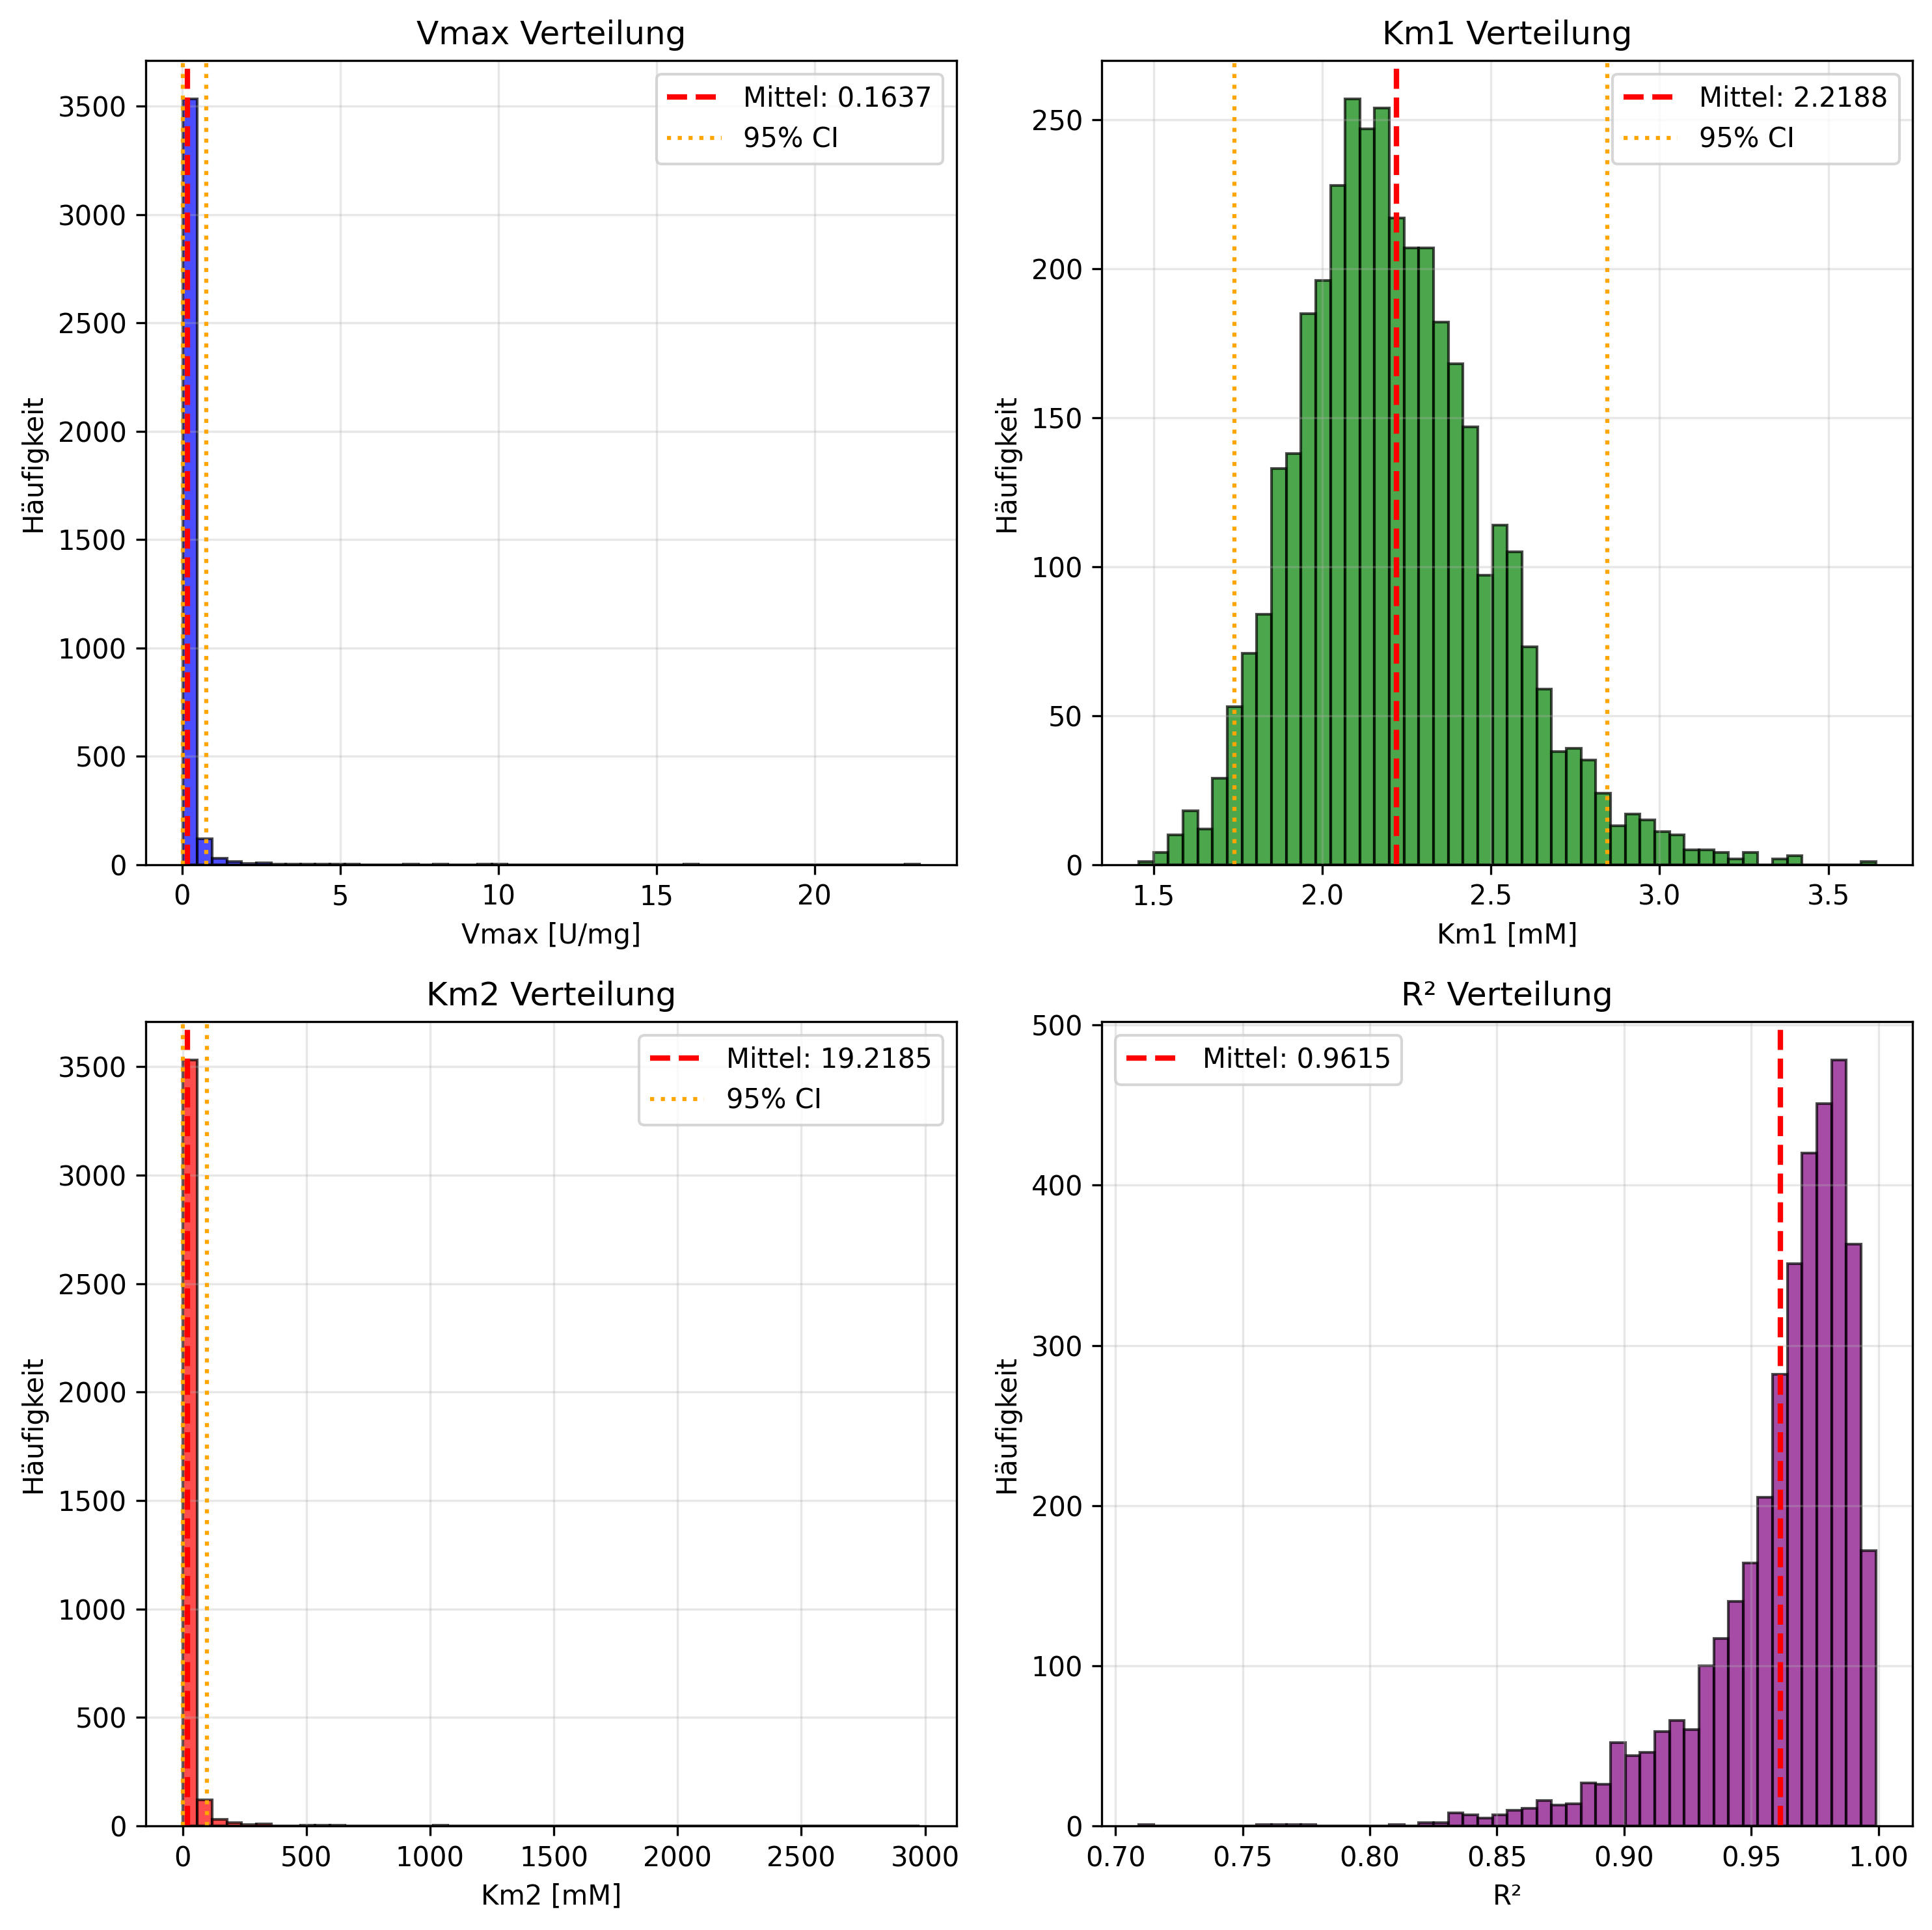 Vmax Verteilung
Mittel: 0.1637
95% CI
Häufigkeit
3500
3000
2500
2000
1500
1000
500
0
0 5 10 15 20
Vmax [U/mg]
Km1 Verteilung
Mittel: 2.2188
95% CI
Häufigkeit
250
200
150
100
50
0
1.5 2.0 2.5 3.0 3.5
Km1 [mM]
Km2 Verteilung
Mittel: 19.2185
95% CI
Häufigkeit
3500
3000
2500
2000
1500
1000
500
0
0 500 1000 1500 2000 2500 3000
Km2 [mM]
R² Verteilung
Mittel: 0.9615
Häufigkeit
500
400
300
200
100
0
0.70 0.75 0.80 0.85 0.90 0.95 1.00
R²